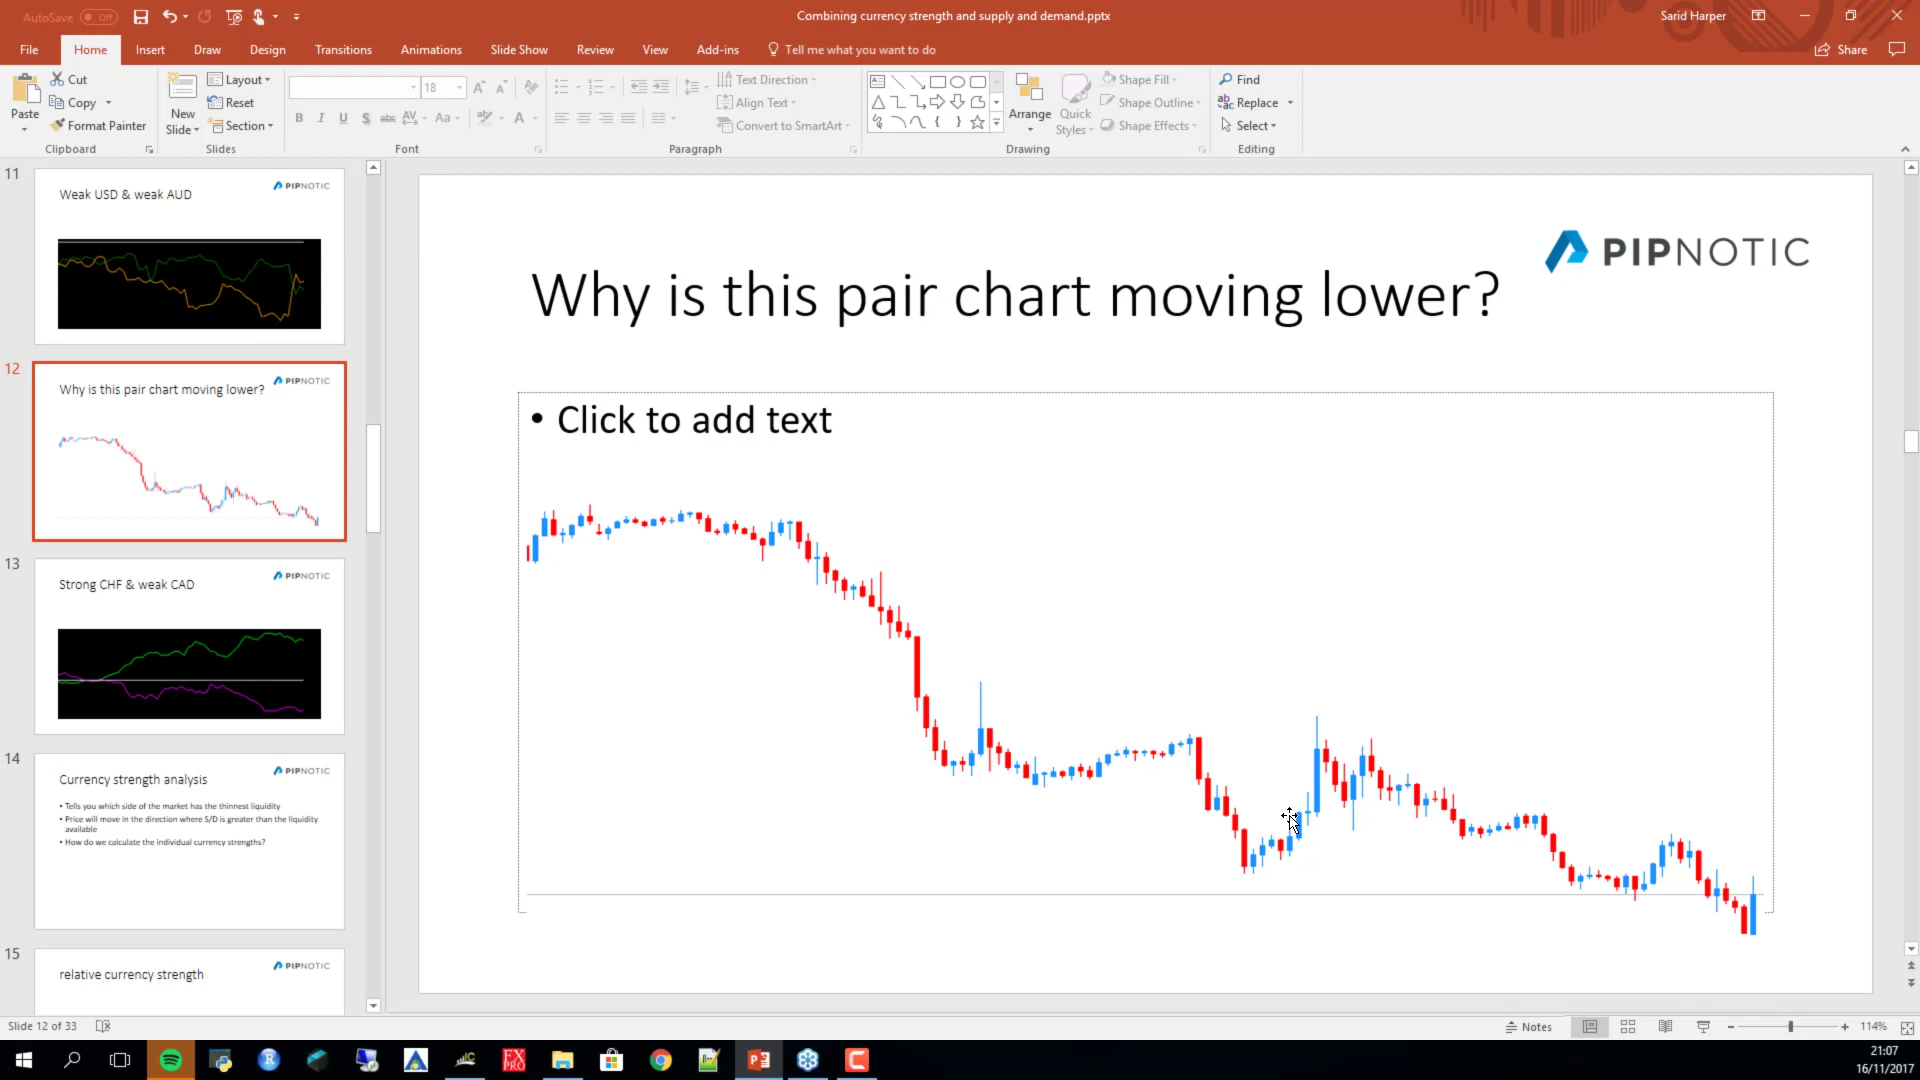 AutoSave Off
Combining currency strength and supply and demand.pptx
Sarid Harper
File Home Insert Draw Design Transitions Animations Slide Show Review View Add-ins Tell me what you want to do
Share
Paste
Cut
Copy
Format Painter
Clipboard
New
Slide
Layout
Reset
Section
Slides
18
B I U S abc AV Aa A
Font
Text Direction
Align Text
Convert to SmartArt
Paragraph
Arrange
Quick
Styles
Shape Fill
Shape Outline
Shape Effects
Drawing
Find
Replace
Select
Editing
11
Weak USD & weak AUD
PIPNOTIC
12
Why is this pair chart moving lower?
PIPNOTIC
13
Strong CHF & weak CAD
PIPNOTIC
14
Currency strength analysis
PIPNOTIC
• Tells you which side of the market has the thinnest liquidity
• Price will move in the direction where S/D is greater than the liquidity
available
• How do we calculate the individual currency strengths?
15
relative currency strength
PIPNOTIC
PIPNOTIC
Why is this pair chart moving lower?
• Click to add text
Slide 12 of 33
Notes
114%
FX
PRO
21:07
16/11/2017